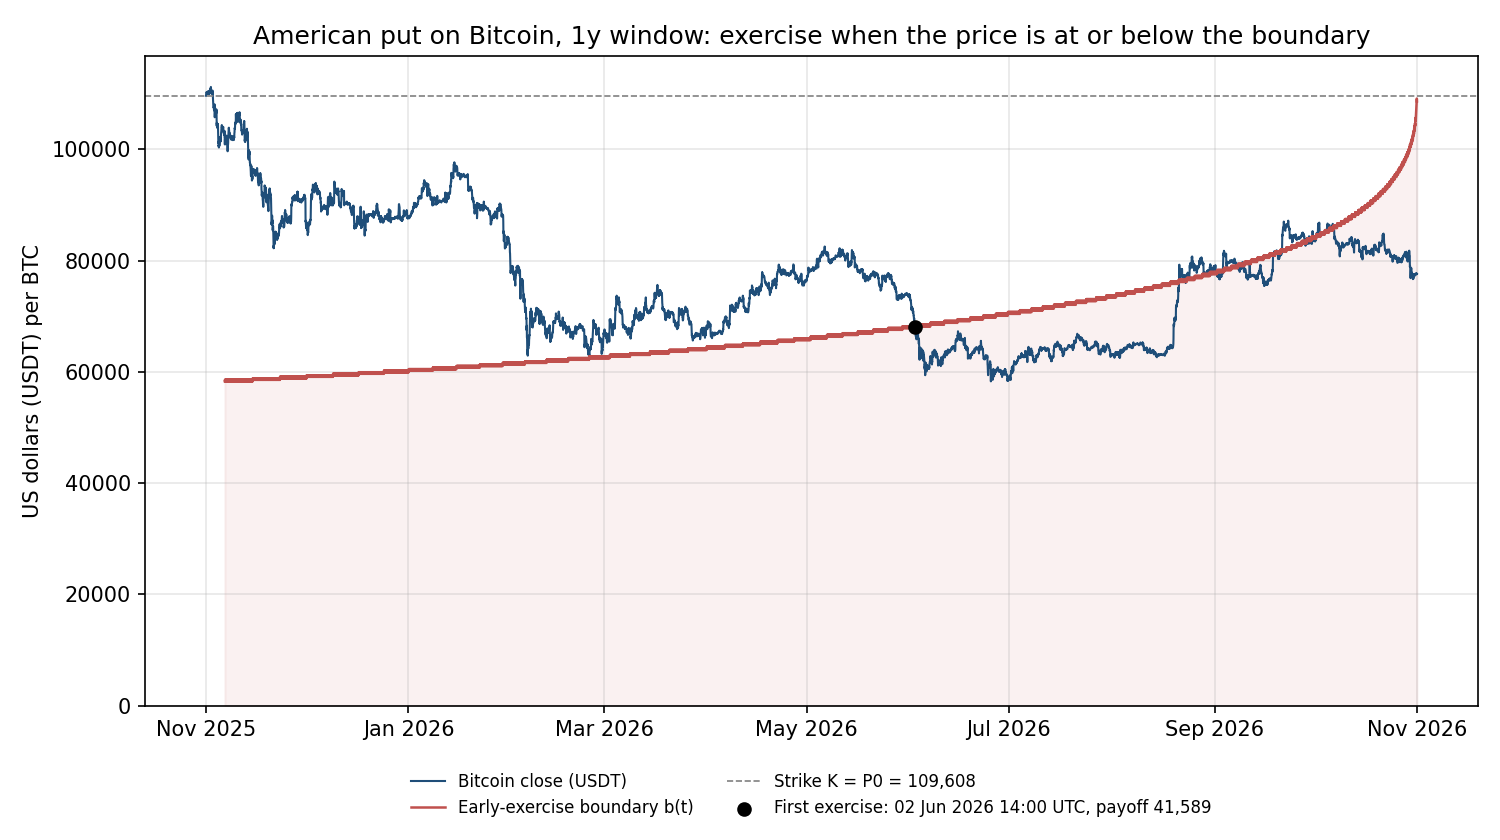 American put on Bitcoin, 1y window: exercise when the price is at or below the boundary
US dollars (USDT) per BTC
100000
80000
60000
40000
20000
0
Nov 2025
Jan 2026
Mar 2026
May 2026
Jul 2026
Sep 2026
Nov 2026
Bitcoin close (USDT)
Early-exercise boundary b(t)
Strike K = P0 = 109,608
First exercise: 02 Jun 2026 14:00 UTC, payoff 41,589